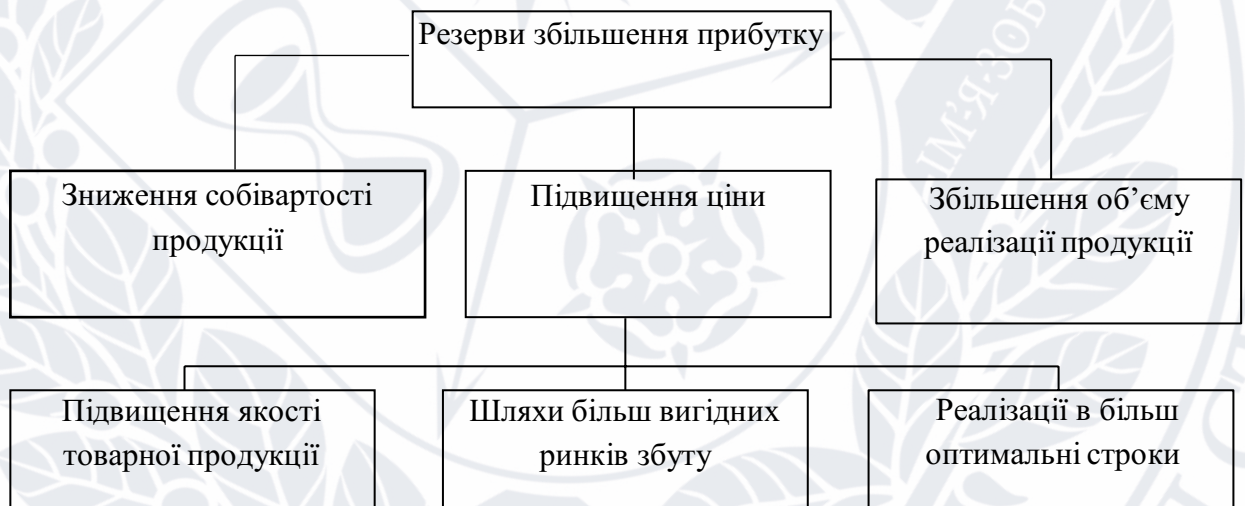 Резерви збільшення прибутку
Зниження собівартості
продукції
Підвищення ціни
Збільшення об’єму
реалізації продукції
Підвищення якості
товарної продукції
Шляхи більш вигідних
ринків збуту
Реалізації в більш
оптимальні строки